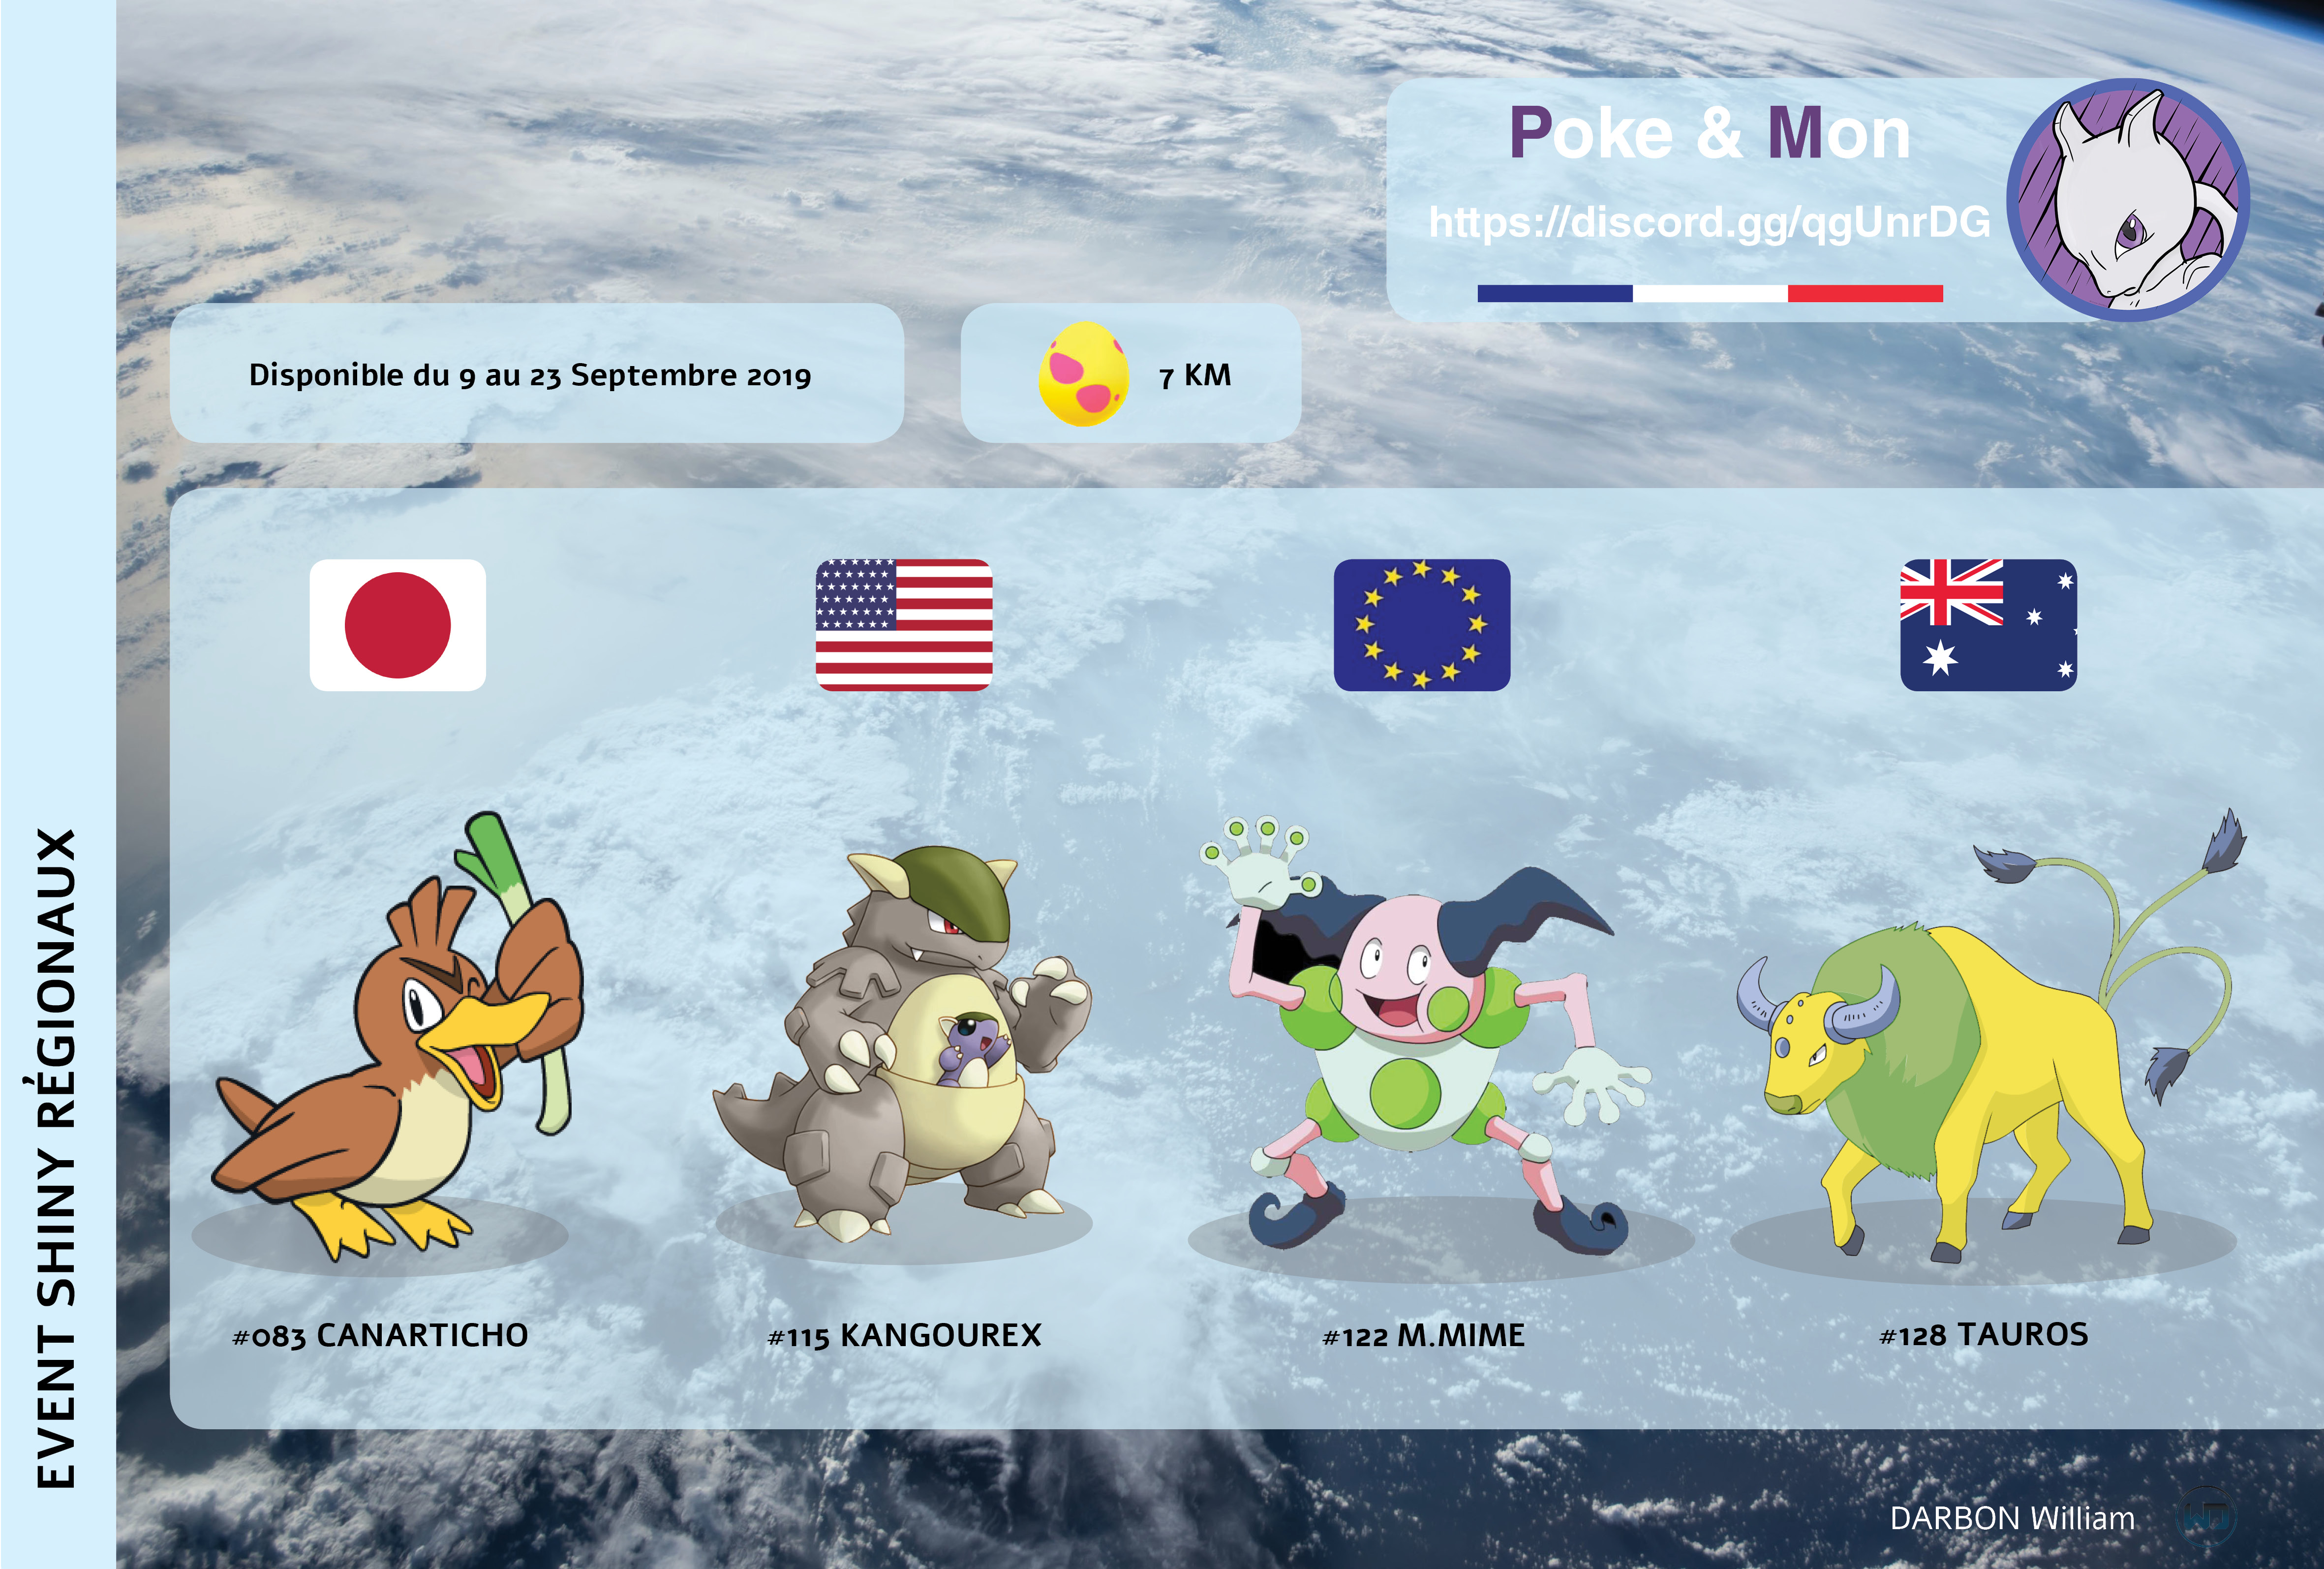 EVENT SHINY RÉGIONAUX
Poke & Mon
https://discord.gg/qgUnrDG
Disponible du 9 au 23 Septembre 2019
7 KM
#083 CANARTICHO
#115 KANGOUREX
#122 M.MIME
#128 TAUROS
DARBON William
WD